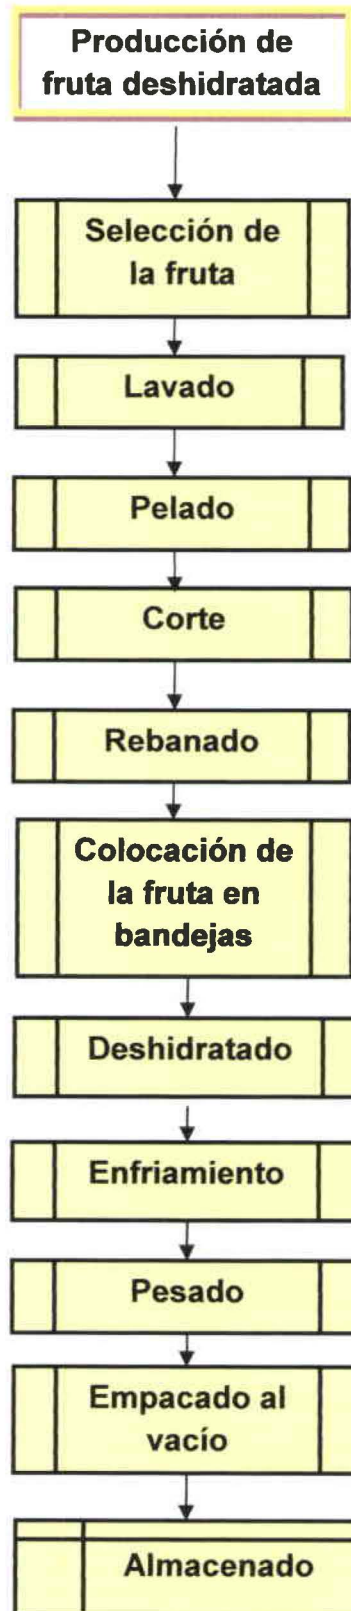 Producción de
fruta deshidratada
Selección de
la fruta
Lavado
Pelado
Corte
Rebanado
Colocación de
la fruta en
bandejas
Deshidratado
Enfriamiento
Pesado
Empacado al
vacío
Almacenado